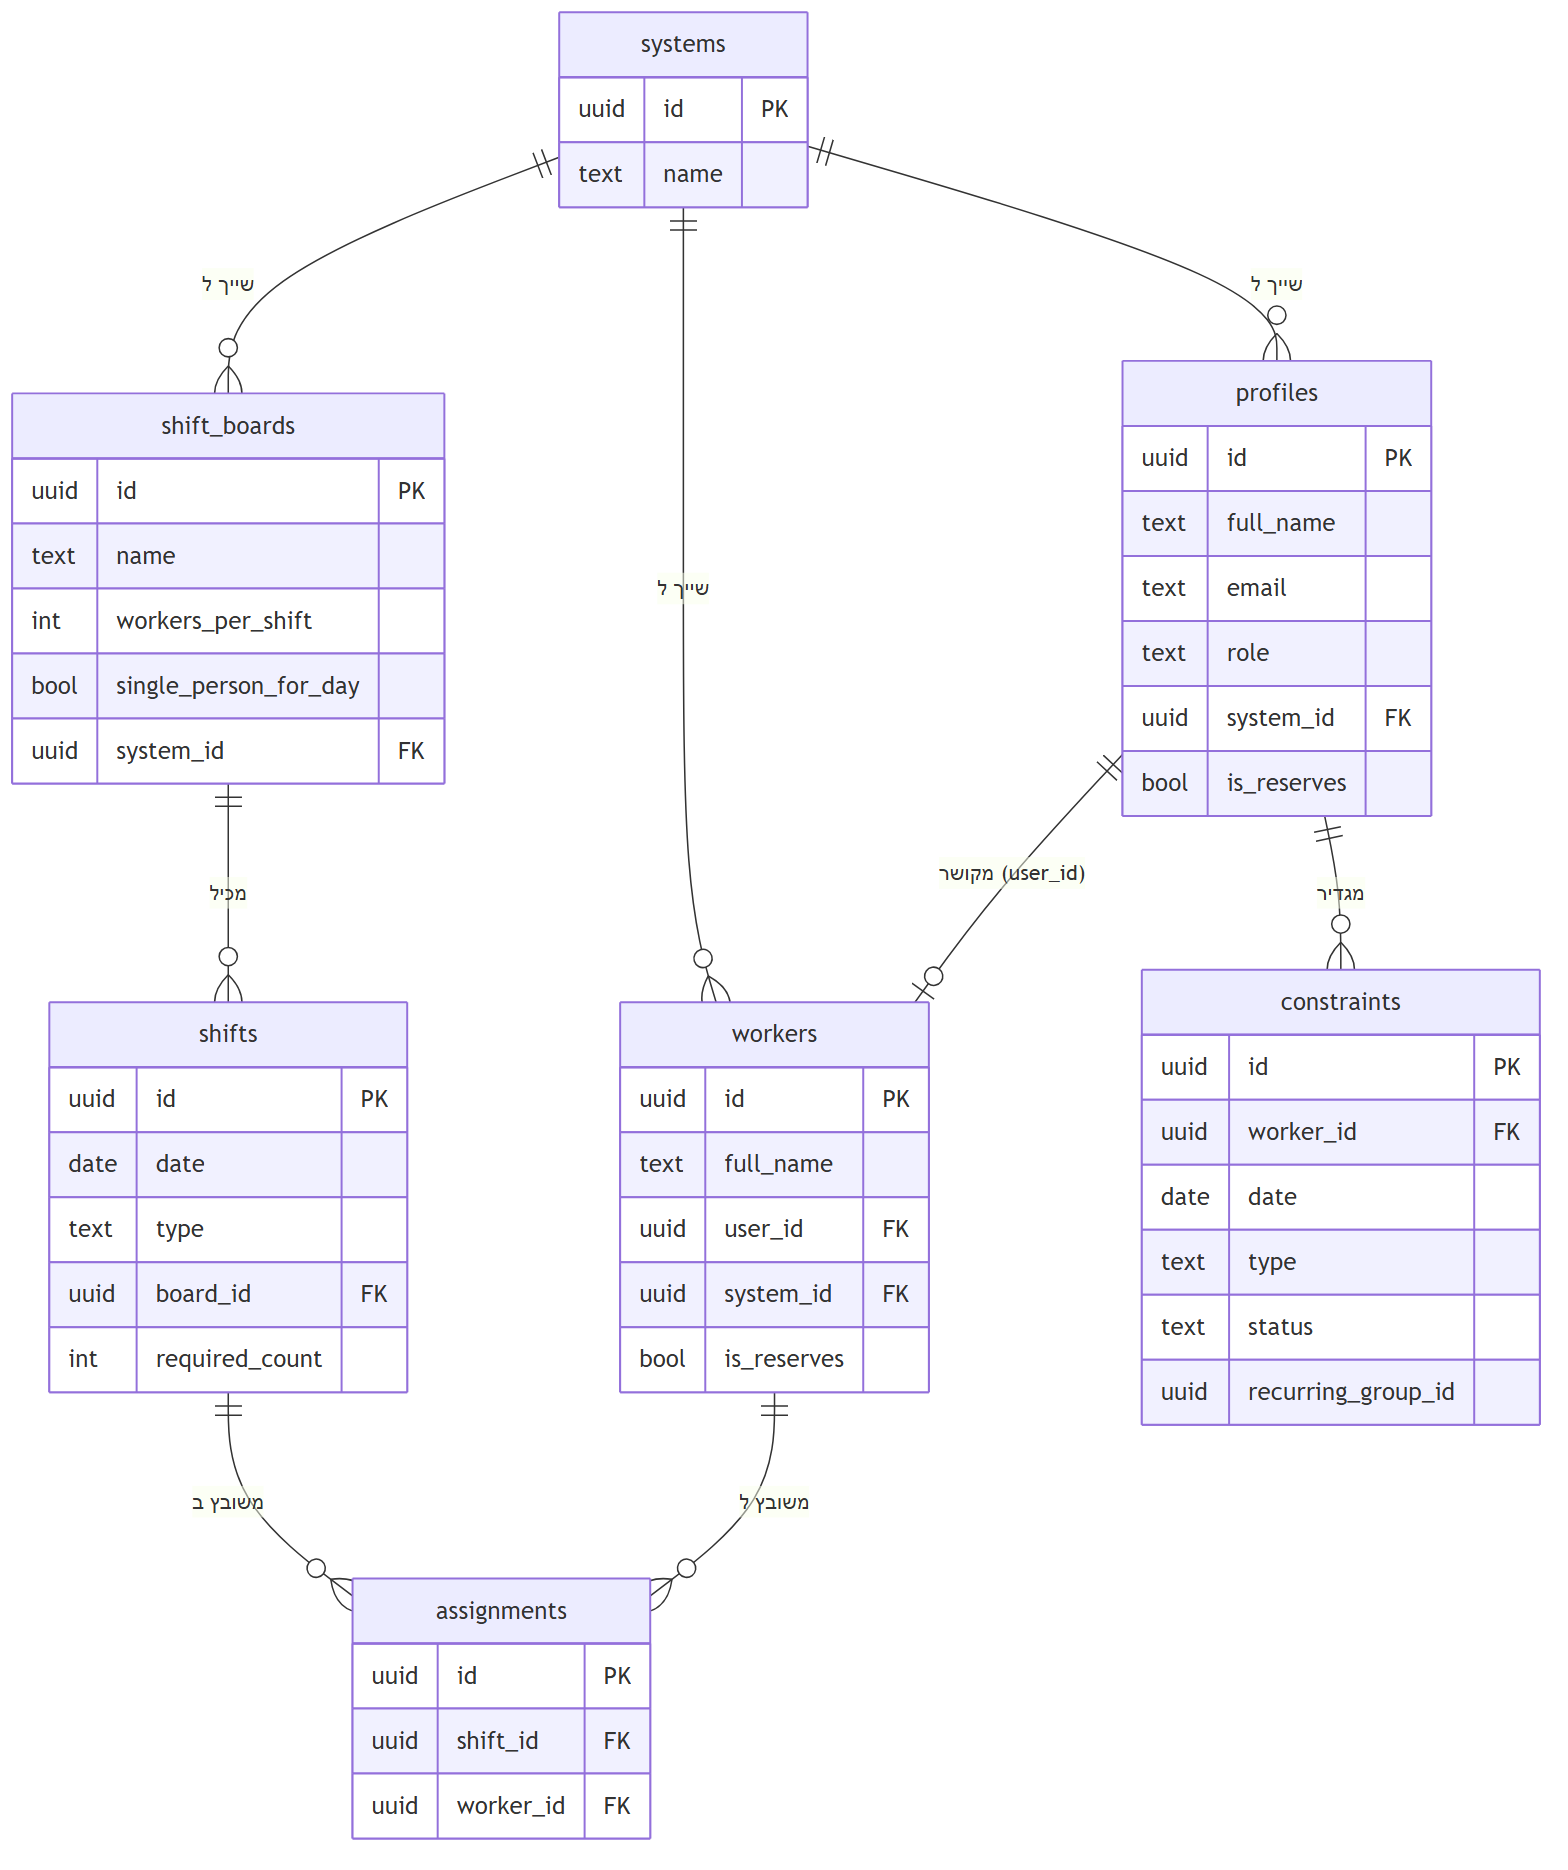 systems
uuid id PK
text name
שייך ל
שייך ל
שייך ל
shift_boards
uuid id PK
text name
int workers_per_shift
bool single_person_for_day
uuid system_id FK
profiles
uuid id PK
text full_name
text email
text role
uuid system_id FK
bool is_reserves
מכיל
מקושר (user_id)
מגדיר
shifts
uuid id PK
date date
text type
uuid board_id FK
int required_count
workers
uuid id PK
text full_name
uuid user_id FK
uuid system_id FK
bool is_reserves
constraints
uuid id PK
uuid worker_id FK
date date
text type
text status
uuid recurring_group_id
משובץ ב
משובץ ל
assignments
uuid id PK
uuid shift_id FK
uuid worker_id FK